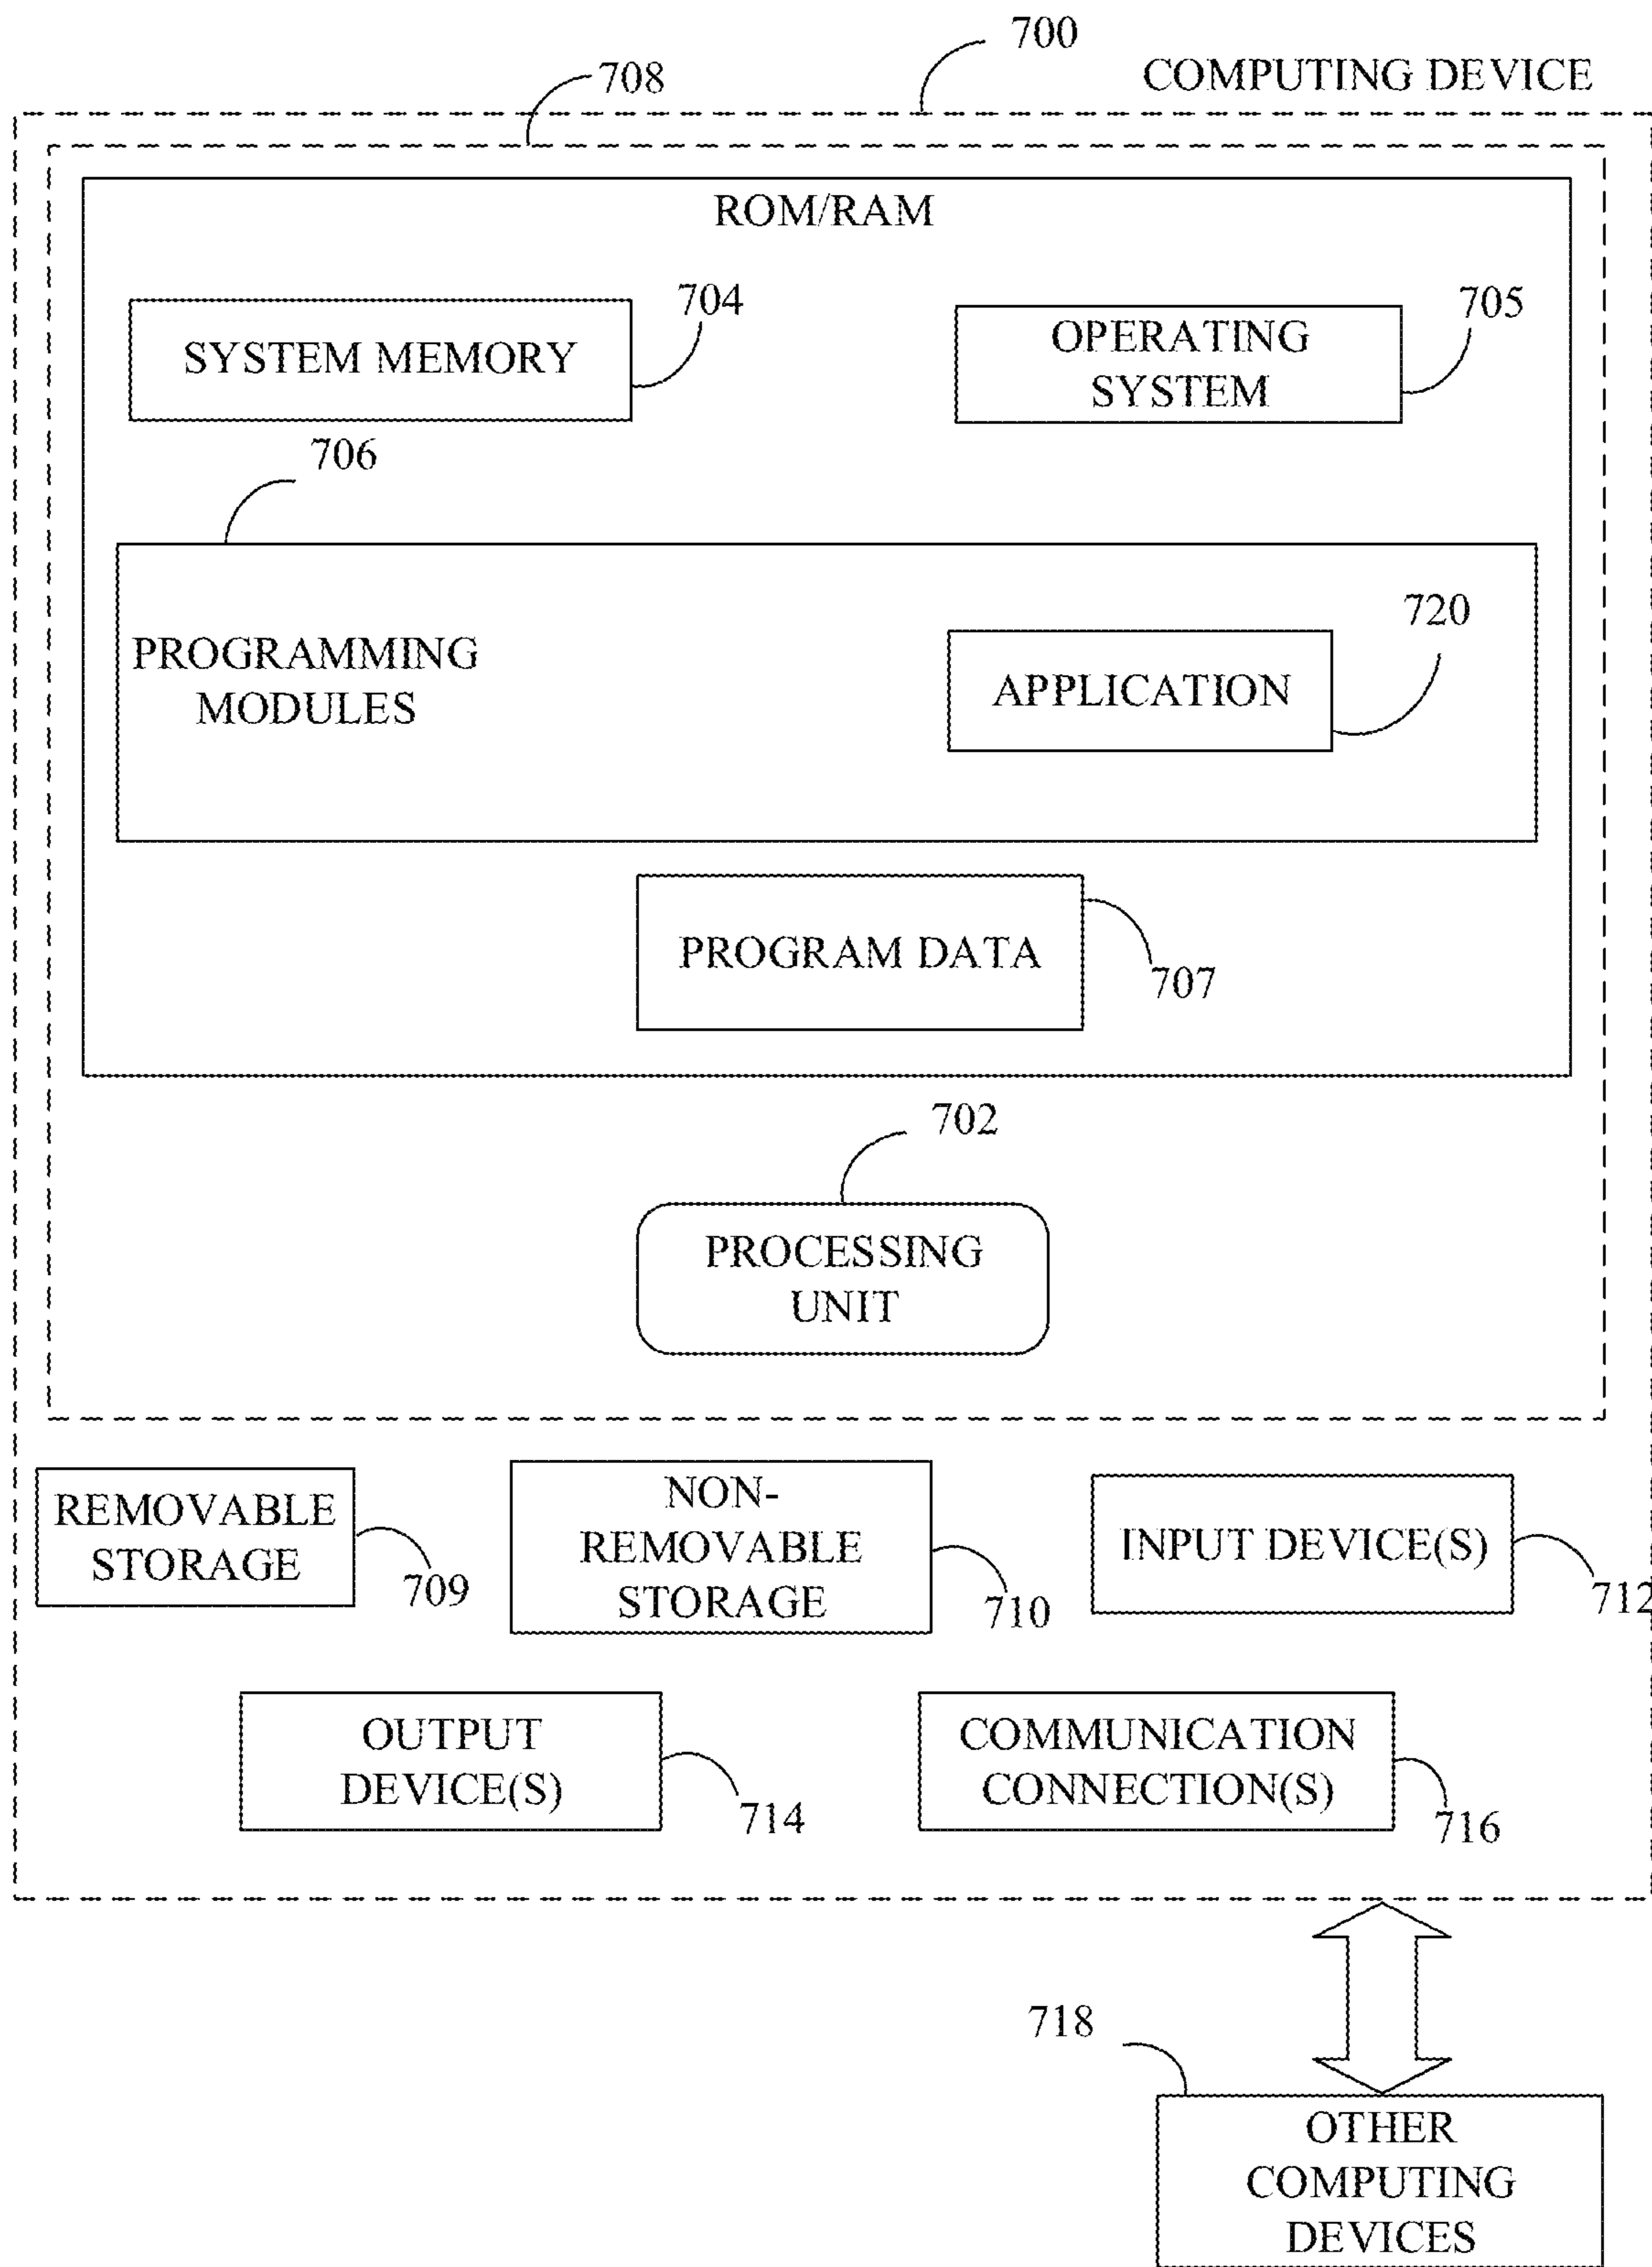 700
COMPUTING DEVICE
708
ROM/RAM
704
705
SYSTEM MEMORY
OPERATING
SYSTEM
706
720
PROGRAMMING
MODULES
APPLICATION
PROGRAM DATA
707
702
PROCESSING
UNIT
REMOVABLE
STORAGE
709
NON-
REMOVABLE
STORAGE
710
INPUT DEVICE(S)
712
OUTPUT
DEVICE(S)
714
COMMUNICATION
CONNECTION(S)
716
718
OTHER
COMPUTING
DEVICES